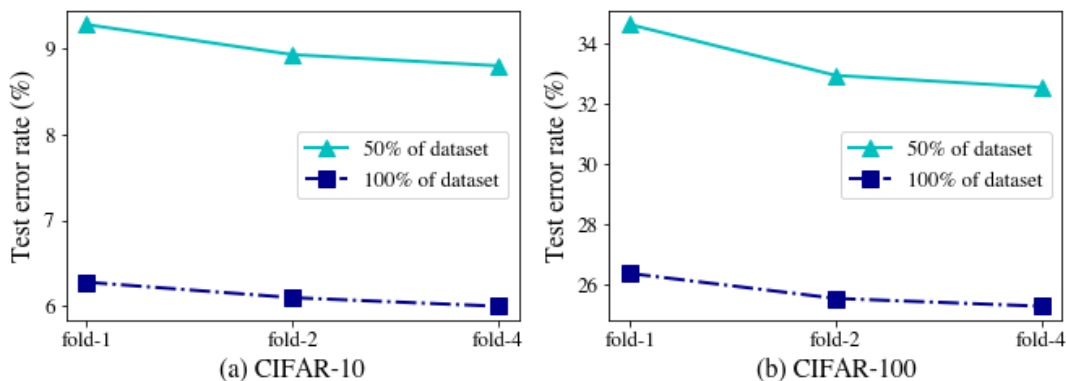 Test error rate (%)
9
8
7
6
50% of dataset
100% of dataset
fold-1
fold-2
fold-4
(a) CIFAR-10
Test error rate (%)
34
32
30
28
26
50% of dataset
100% of dataset
fold-1
fold-2
fold-4
(b) CIFAR-100